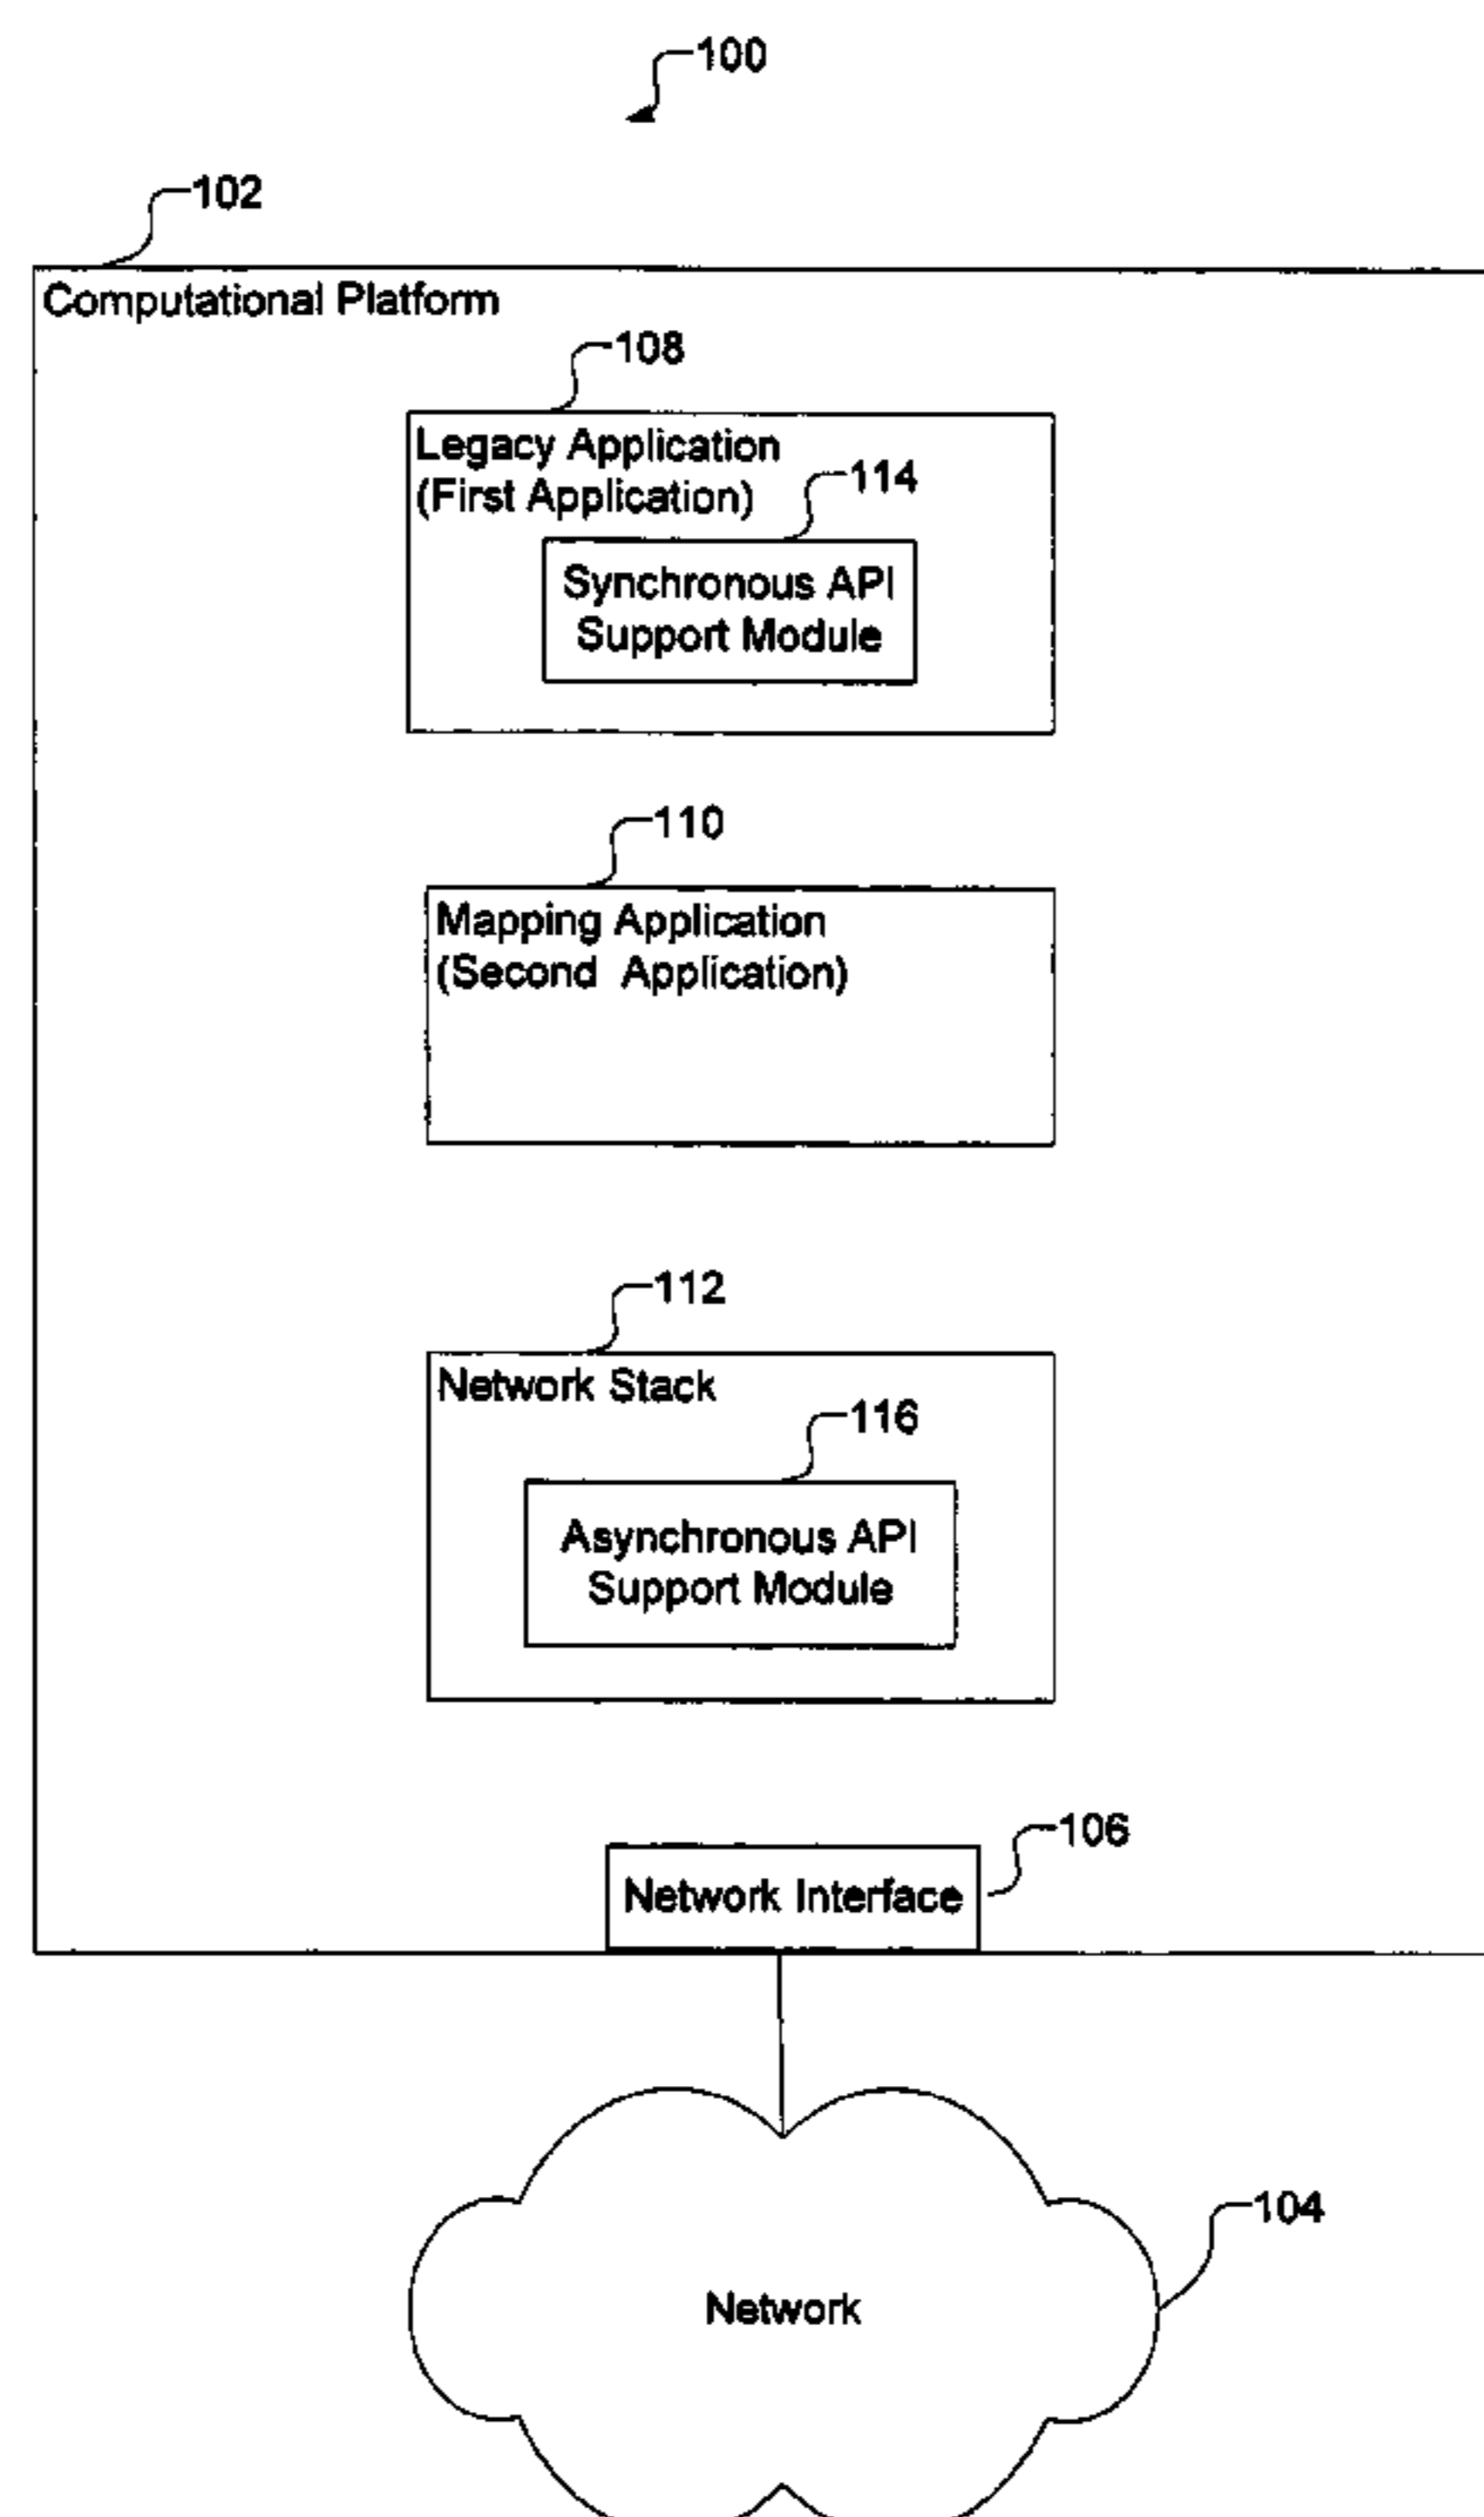 100
102
Computational Platform
108
Legacy Application
(First Application)
114
Synchronous API
Support Module
110
Mapping Application
(Second Application)
112
Network Stack
116
Asynchronous API
Support Module
106
Network Interface
104
Network